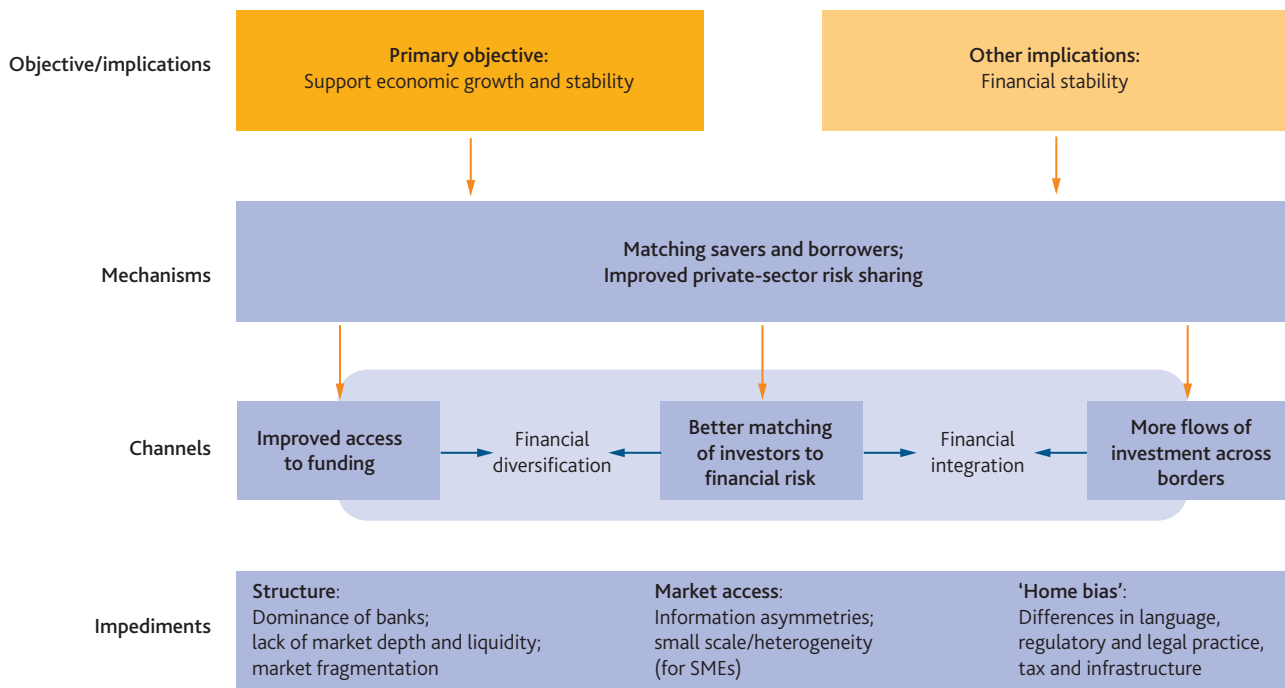 Objective/implications
Primary objective:
Support economic growth and stability
Other implications:
Financial stability
Mechanisms
Matching savers and borrowers;
Improved private-sector risk sharing
Channels
Improved access
to funding
Financial
diversification
Better matching
of investors to
financial risk
Financial
integration
More flows of
investment across
borders
Impediments
Structure:
Dominance of banks;
lack of market depth and liquidity;
market fragmentation
Market access:
Information asymmetries;
small scale/heterogeneity
(for SMEs)
‘Home bias’:
Differences in language,
regulatory and legal practice,
tax and infrastructure